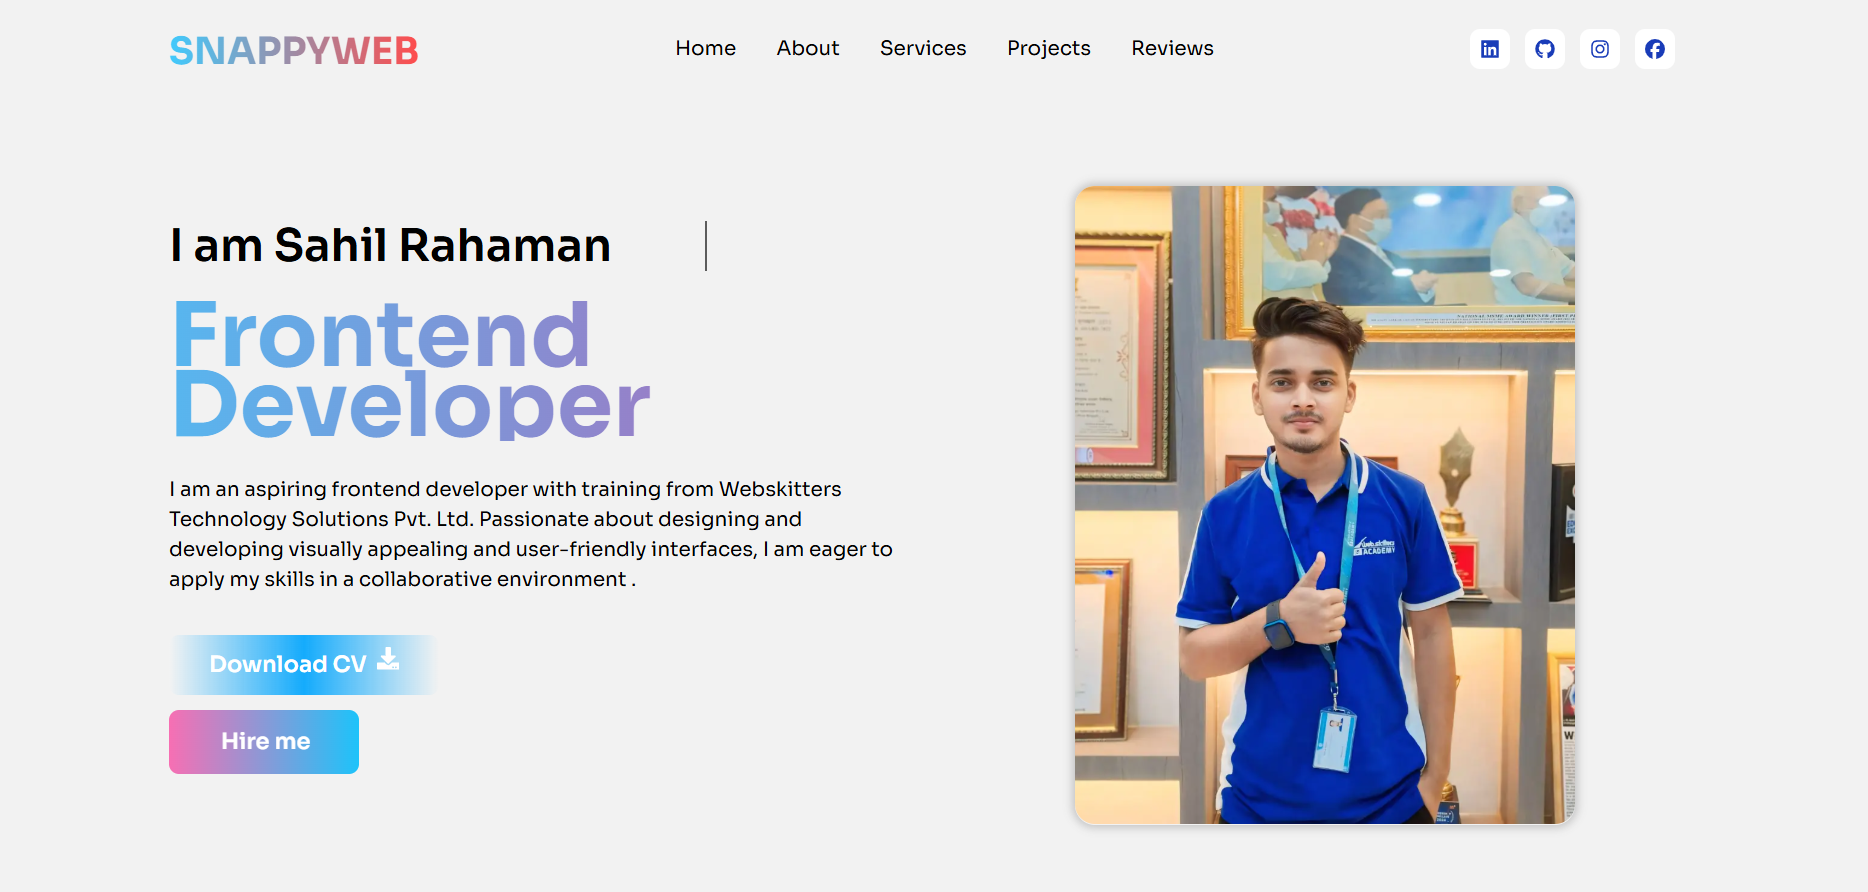 SNAPPYWEB
Home About Services Projects Reviews
I am Sahil Rahaman
Frontend
Developer
I am an aspiring frontend developer with training from Webskitters
Technology Solutions Pvt. Ltd. Passionate about designing and
developing visually appealing and user-friendly interfaces, I am eager to
apply my skills in a collaborative environment .
Download CV
Hire me
ACADEMY